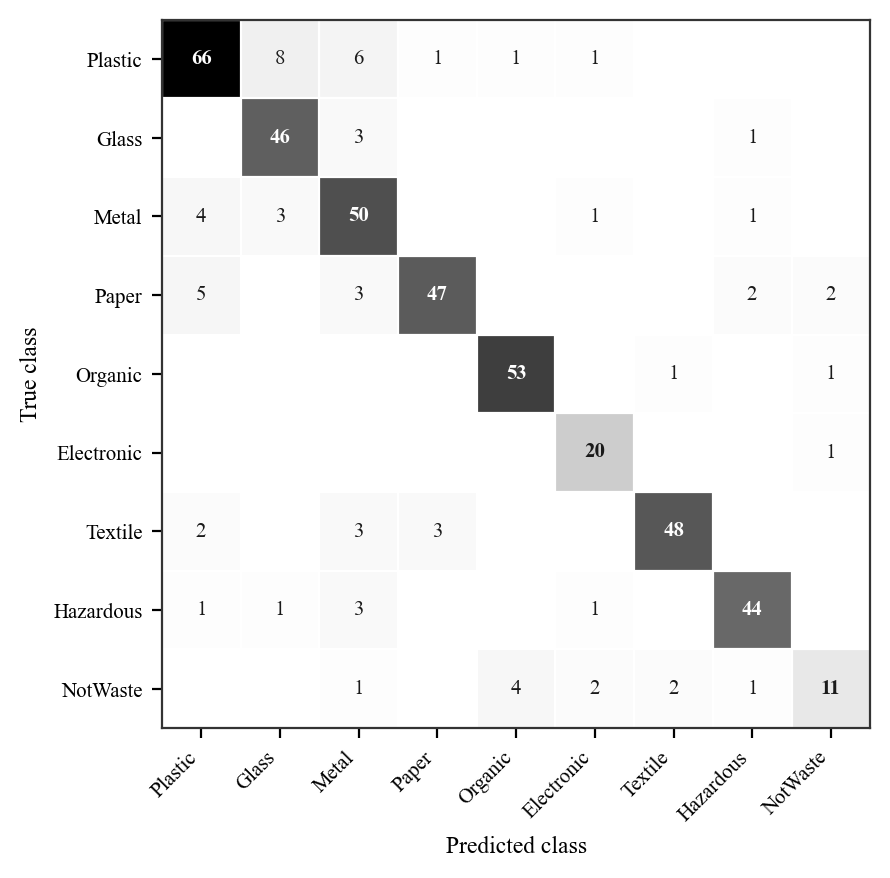 Plastic 66 8 6 1 1 1
Glass 46 3 1
Metal 4 3 50 1 1
Paper 5 3 47 2 2
Organic 53 1 1
Electronic 20 1
Textile 2 3 3 48
Hazardous 1 1 3 1 44
NotWaste 1 4 2 2 1 11
True class
Plastic Glass Metal Paper Organic Electronic Textile Hazardous NotWaste
Predicted class